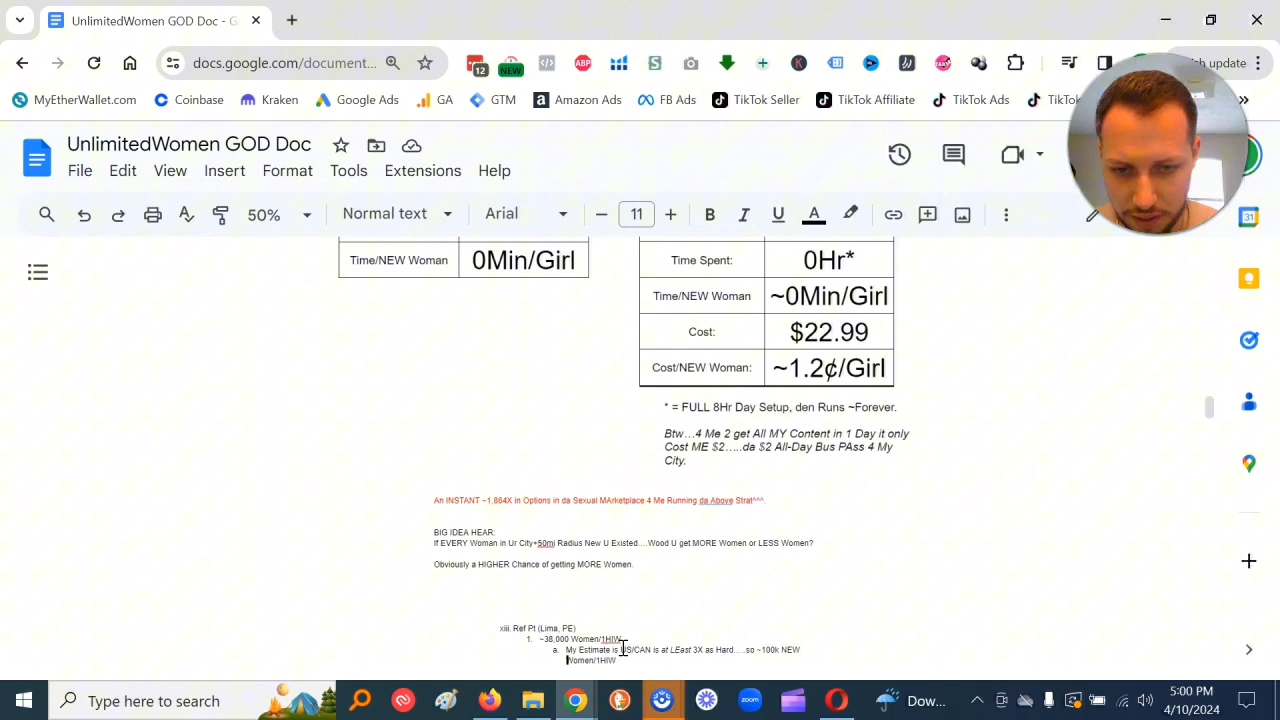 UnlimitedWomen GOD Doc - G
docs.google.com/document...
12
NEW
ABP
ch update
MyEtherWallet.com
Coinbase
Kraken
Google Ads
GA
GTM
Amazon Ads
FB Ads
TikTok Seller
TikTok Affiliate
TikTok Ads
UnlimitedWomen GOD Doc
File Edit View Insert Format Tools Extensions Help
50% Normal text Arial 11 B I U A
Time/NEW Woman 0Min/Girl
Time Spent: 0Hr*
Time/NEW Woman ~0Min/Girl
Cost: $22.99
Cost/NEW Woman: ~1.2¢/Girl
* = FULL 8Hr Day Setup, den Runs ~Forever.
Btw…4 Me 2 get All MY Content in 1 Day it only
Cost ME $2…..da $2 All-Day Bus PAss 4 My
City.
An INSTANT ~1,864X in Options in da Sexual MArketplace 4 Me Running da Above Strat^^^.
BIG IDEA HEAR:
If EVERY Woman in Ur City+50mi Radius New U Existed….Wood U get MORE Women or LESS Women?
Obviously a HIGHER Chance of getting MORE Women.
xiii. Ref Pt (Lima, PE)
1. ~38,000 Women/1HIW
a. My Estimate is US/CAN is at LEast 3X as Hard…..so ~100k NEW
Women/1HIW
Type here to search
zoom
Dow...
5:00 PM
4/10/2024